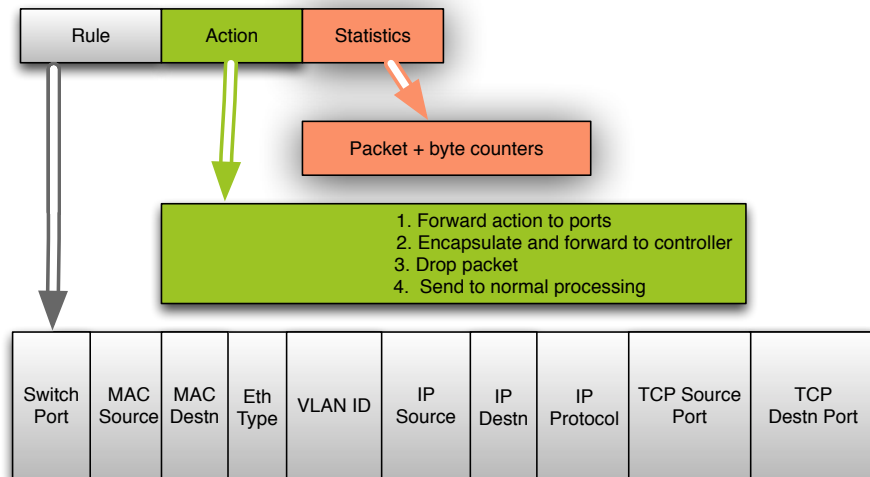 Rule
Action
Statistics
Packet + byte counters
1. Forward action to ports
2. Encapsulate and forward to controller
3. Drop packet
4. Send to normal processing
Switch
Port
MAC
Source
MAC
Destn
Eth
Type
VLAN ID
IP
Source
IP
Destn
IP
Protocol
TCP Source
Port
TCP
Destn Port